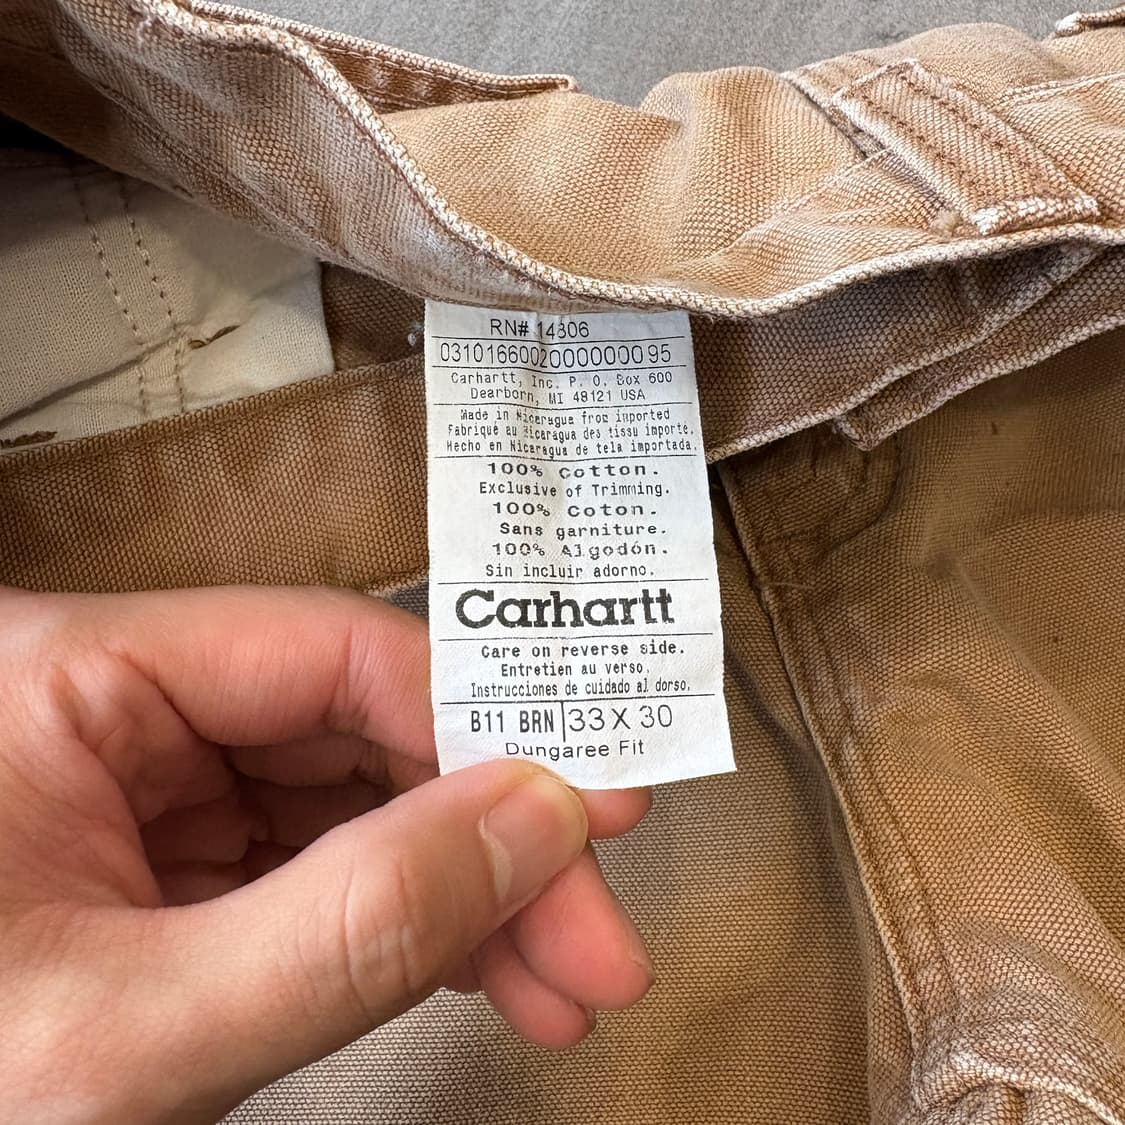 RN# 14806
0310166002000000095
Carhartt, Inc. P. O. Box 600
Dearborn, MI 48121 USA
Made in Nicaragua from imported
Fabriqué au Nicaragua des tissu importe.
Hecho en Nicaragua de tela importada.
100% Cotton.
Exclusive of Trimming.
100% Coton.
Sans garniture.
100% Algodón.
Sin incluir adorno.
Carhartt
Care on reverse side.
Entretien au verso.
Instrucciones de cuidado al dorso.
B11 BRN 33 X 30
Dungaree Fit